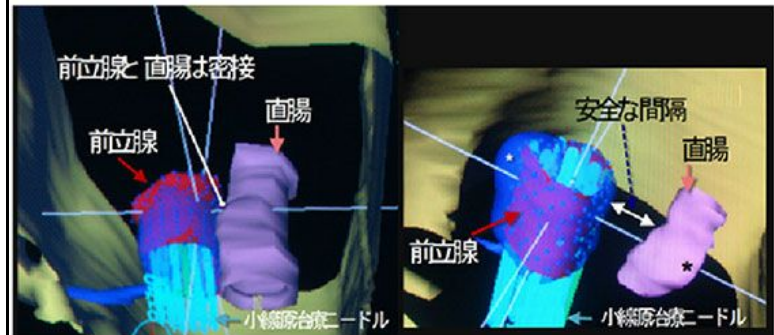 前立腺と直腸は密接
直腸
前立腺
小線源治療ニードル
安全な間隔
直腸
前立腺
小線源治療ニードル